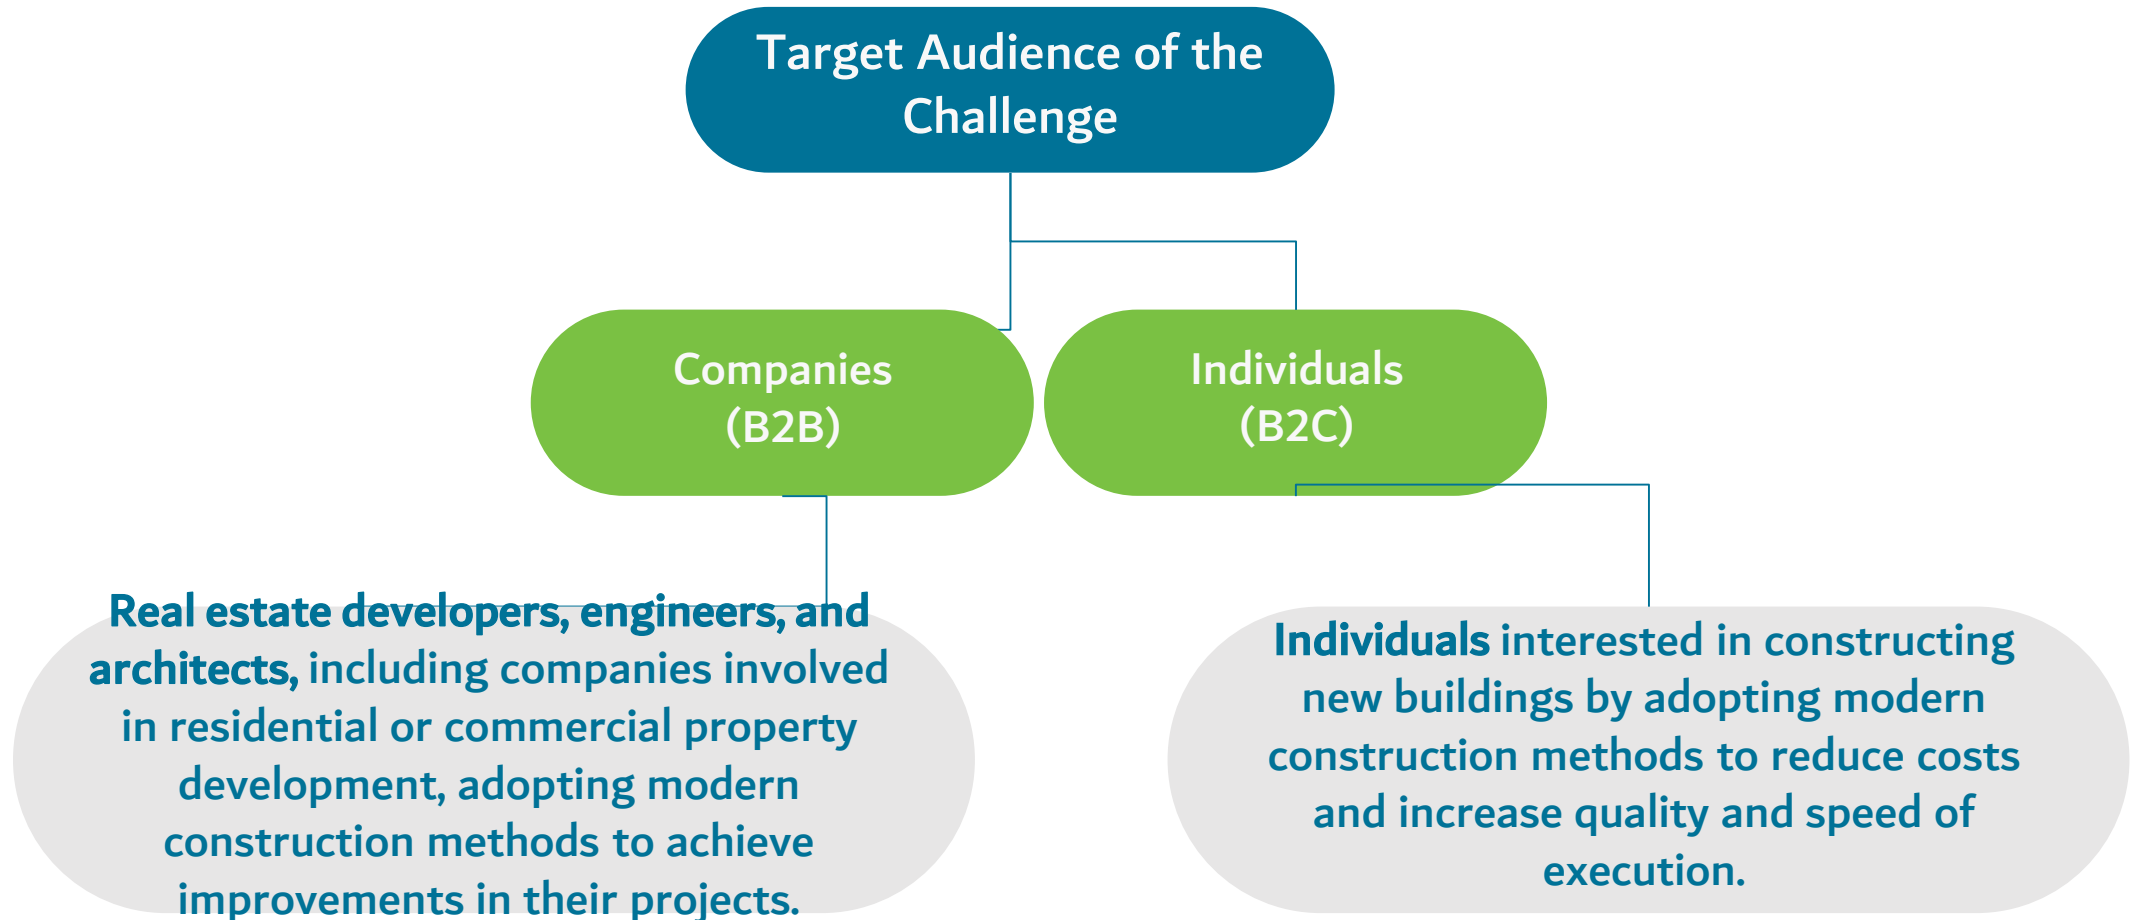 Target Audience of the
Challenge
Companies
(B2B)
Individuals
(B2C)
Real estate developers, engineers, and
architects, including companies involved
in residential or commercial property
development, adopting modern
construction methods to achieve
improvements in their projects.
Individuals interested in constructing
new buildings by adopting modern
construction methods to reduce costs
and increase quality and speed of
execution.